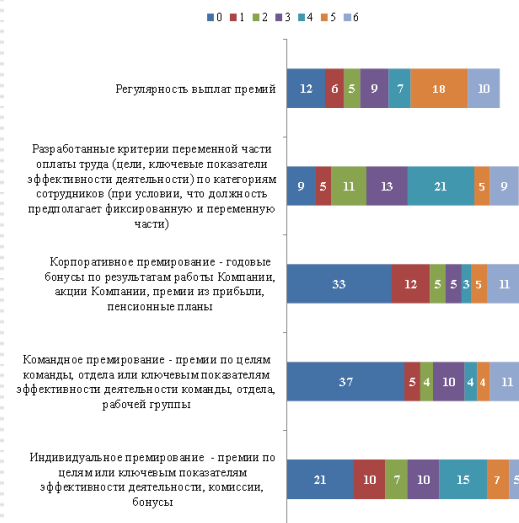 0 1 2 3 4 5 6
Регулярность выплат премий
12 6 5 9 7 18 10
Разработанные критерии переменной части
оплаты труда (цели, ключевые показатели
эффективности деятельности) по категориям
сотрудников (при условии, что должность
предполагает фиксированную и переменную
части)
9 5 11 13 21 5 9
Корпоративное премирование - годовые
бонусы по результатам работы Компании,
акции Компании, премии из прибыли,
пенсионные планы
33 12 5 5 3 5 11
Командное премирование - премии по целям
команды, отдела или ключевым показателям
эффективности деятельности команды, отдела,
рабочей группы
37 5 4 10 4 4 11
Индивидуальное премирование - премии по
целям или ключевым показателям
эффективности деятельности, комиссии,
бонусы
21 10 7 10 15 7 5